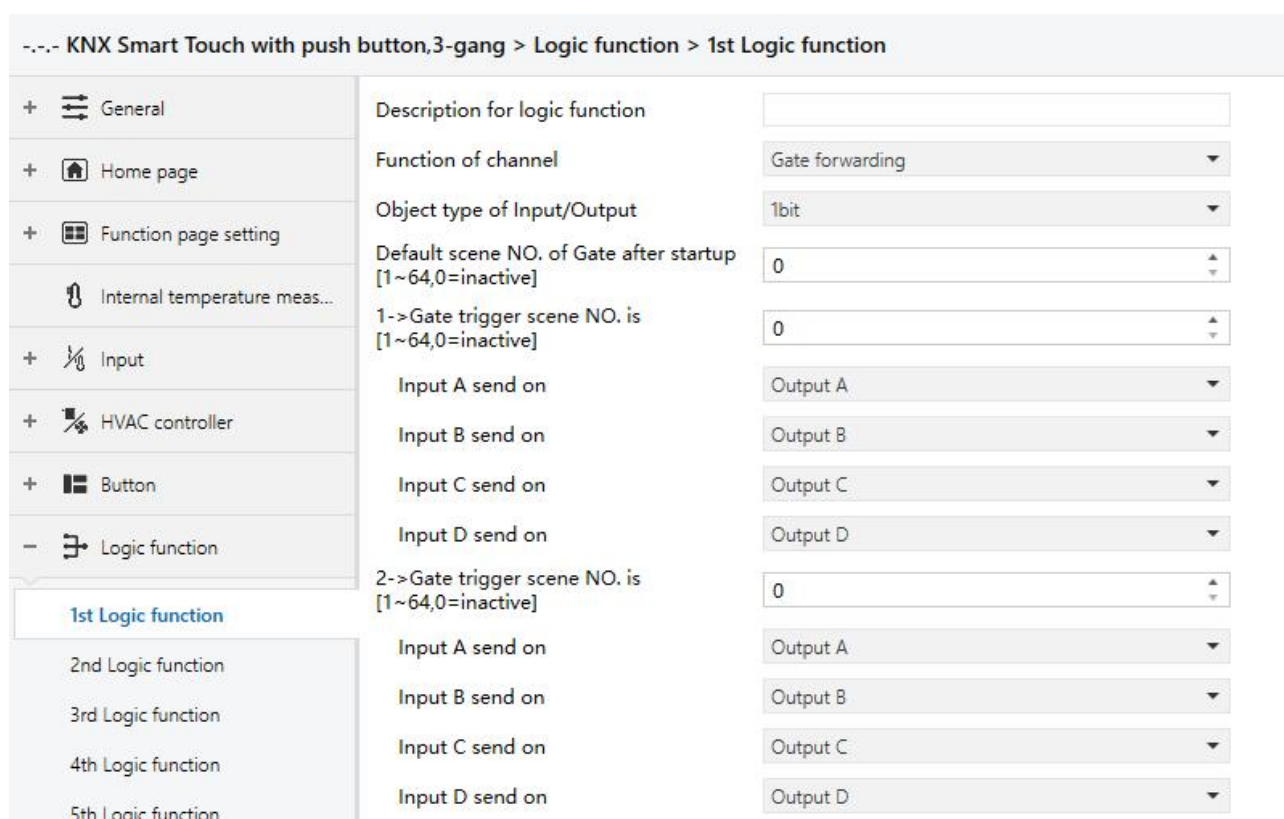 -.-.- KNX Smart Touch with push button,3-gang > Logic function > 1st Logic function
General
Home page
Function page setting
Internal temperature meas...
Input
HVAC controller
Button
Logic function
1st Logic function
2nd Logic function
3rd Logic function
4th Logic function
5th Logic function
Description for logic function
Function of channel
Gate forwarding
Object type of Input/Output
1bit
Default scene NO. of Gate after startup
[1~64,0=inactive]
0
1->Gate trigger scene NO. is
[1~64,0=inactive]
0
Input A send on
Output A
Input B send on
Output B
Input C send on
Output C
Input D send on
Output D
2->Gate trigger scene NO. is
[1~64,0=inactive]
0
Input A send on
Output A
Input B send on
Output B
Input C send on
Output C
Input D send on
Output D